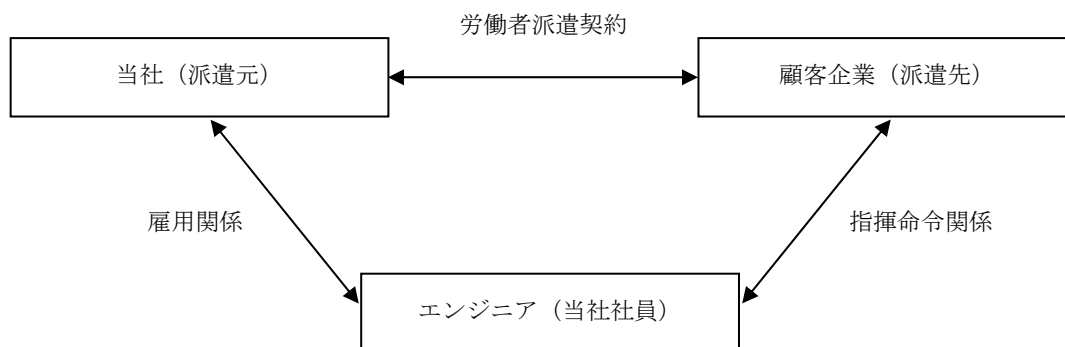 労働者派遣契約
当社（派遣元）
顧客企業（派遣先）
雇用関係
指揮命令関係
エンジニア（当社社員）